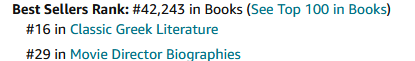 Best Sellers Rank: #42,243 in Books (See Top 100 in Books)
#16 in Classic Greek Literature
#29 in Movie Director Biographies